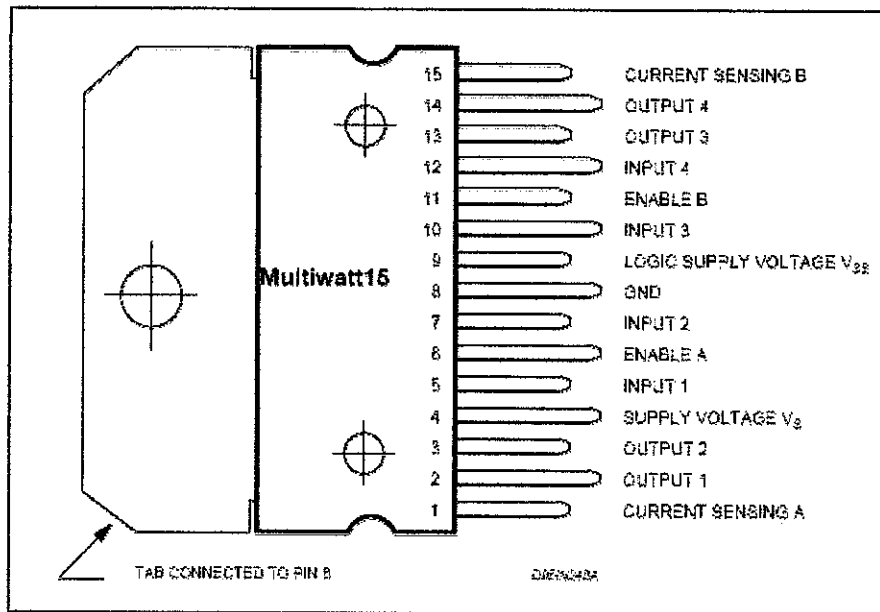 15 CURRENT SENSING B
14 OUTPUT 4
13 OUTPUT 3
12 INPUT 4
11 ENABLE B
10 INPUT 3
9 LOGIC SUPPLY VOLTAGE VSS
Multiwatt15
8 GND
7 INPUT 2
6 ENABLE A
5 INPUT 1
4 SUPPLY VOLTAGE VS
3 OUTPUT 2
2 OUTPUT 1
1 CURRENT SENSING A
TAB CONNECTED TO PIN 8